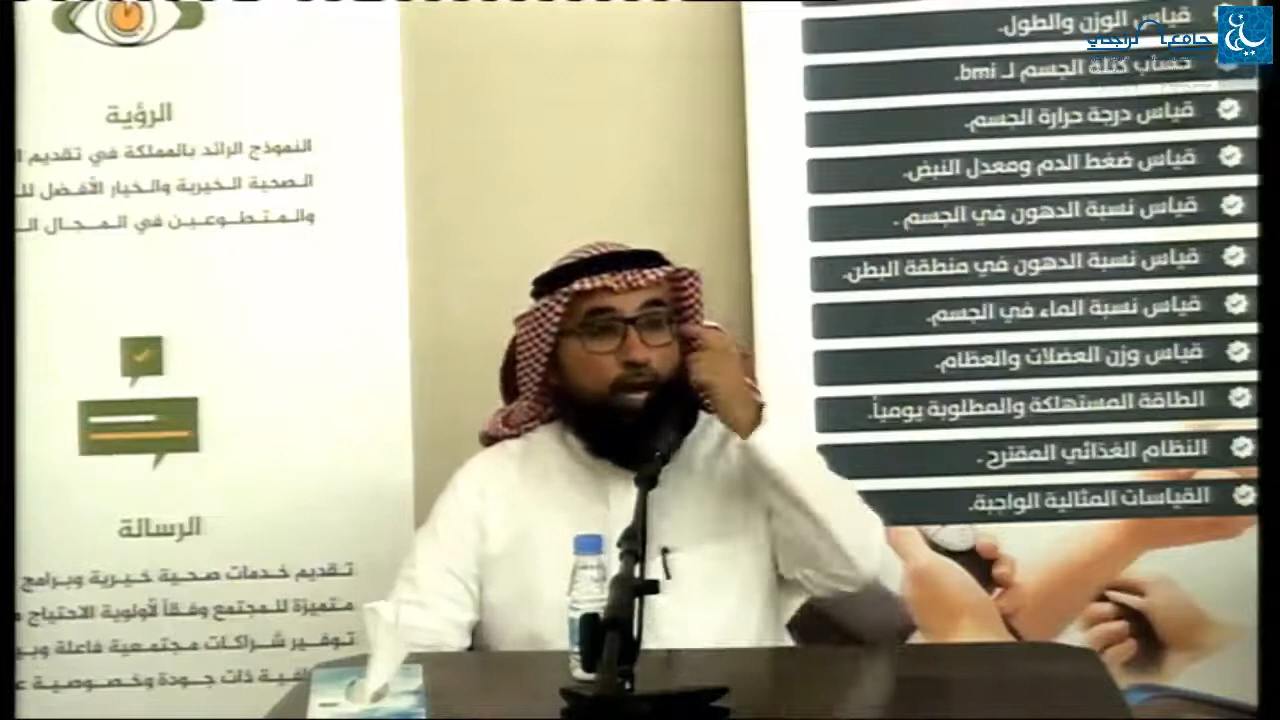 قياس الوزن والطول.
حساب كتلة الجسم لـ bmi.
قياس درجة حرارة الجسم.
قياس ضغط الدم ومعدل النبض.
قياس نسبة الدهون في الجسم .
قياس نسبة الدهون في منطقة البطن.
قياس نسبة الماء في الجسم.
قياس وزن العضلات والعظام.
الطاقة المستهلكة والمطلوبة يومياً.
النظام الغذائي المقترح .
القياسات المثالية الواجبة.
جامع الراجحي
الرؤية
النموذج الرائد بالمملكة في تقديم
الصحية الخيرية والخيار الأفضل
والمتطوعين في المجال
الرسالة
تقديم خدمات صحية خيرية وبرامج
متميزة للمجتمع وفقاً لأولوية الاحتياج
توفير شراكات مجتمعية فاعلة
ذات جودة وخصوصية